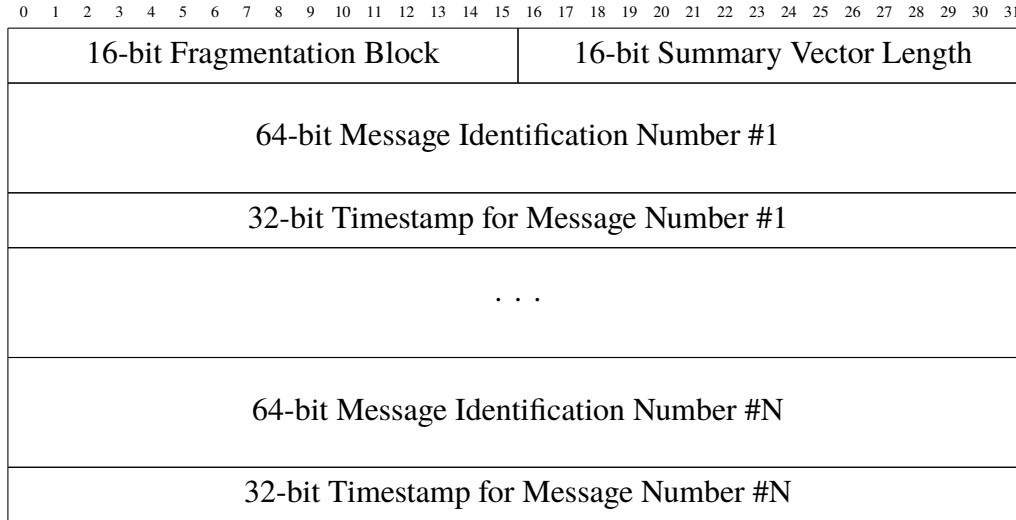 0 1 2 3 4 5 6 7 8 9 10 11 12 13 14 15 16 17 18 19 20 21 22 23 24 25 26 27 28 29 30 31
16-bit Fragmentation Block 16-bit Summary Vector Length
64-bit Message Identification Number #1
32-bit Timestamp for Message Number #1
. . .
64-bit Message Identification Number #N
32-bit Timestamp for Message Number #N